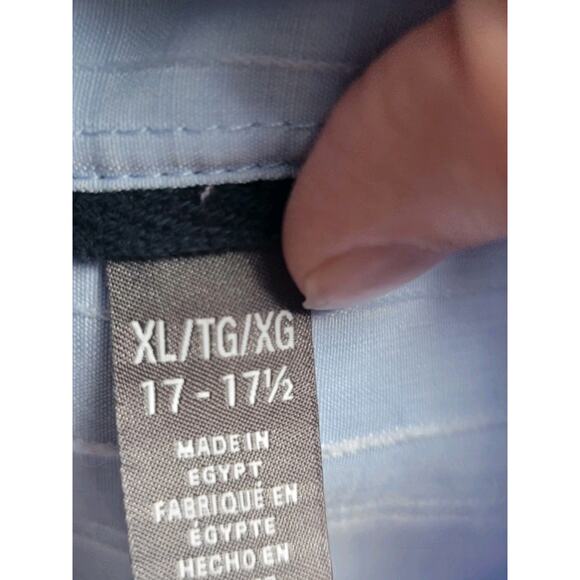 XL/TG/XG
17 - 17½
MADE IN
EGYPT
FABRIQUÉ EN
ÉGYPTE
HECHO EN